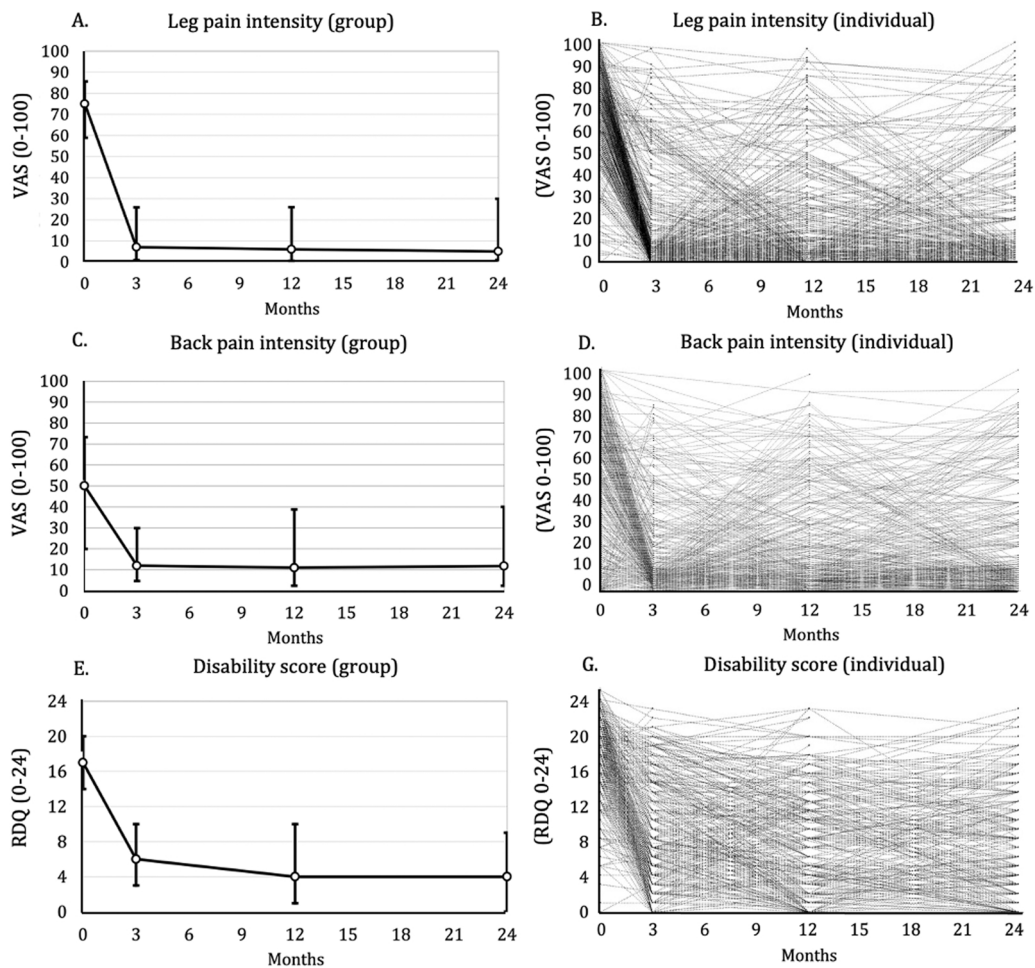 A. Leg pain intensity (group)
VAS (0-100)
100
90
80
70
60
50
40
30
20
10
0
0 3 6 9 12 15 18 21 24
Months
B. Leg pain intensity (individual)
(VAS 0-100)
100
90
80
70
60
50
40
30
20
10
0
0 3 6 9 12 15 18 21 24
Months
C. Back pain intensity (group)
VAS (0-100)
100
90
80
70
60
50
40
30
20
10
0
0 3 6 9 12 15 18 21 24
Months
D. Back pain intensity (individual)
(VAS 0-100)
100
90
80
70
60
50
40
30
20
10
0
0 3 6 9 12 15 18 21 24
Months
E. Disability score (group)
RDQ (0-24)
24
20
16
12
8
4
0
0 3 6 9 12 15 18 21 24
Months
G. Disability score (individual)
(RDQ 0-24)
24
20
16
12
8
4
0
0 3 6 9 12 15 18 21 24
Months